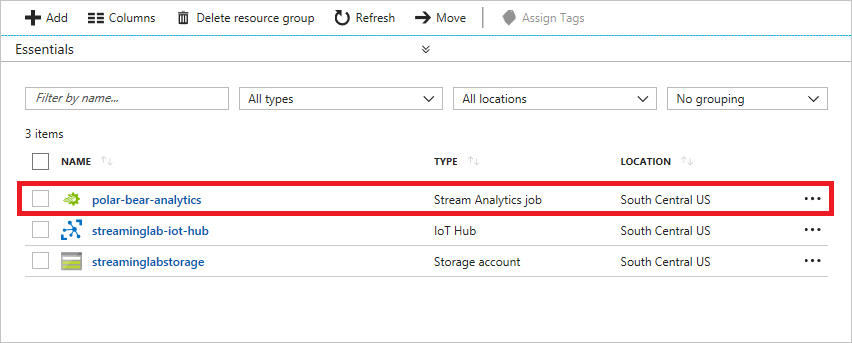 Add Columns Delete resource group Refresh Move Assign Tags
Essentials
Filter by name... All types All locations No grouping
3 items
NAME TYPE LOCATION
polar-bear-analytics Stream Analytics job South Central US
streaminglab-iot-hub IoT Hub South Central US
streaminglabstorage Storage account South Central US